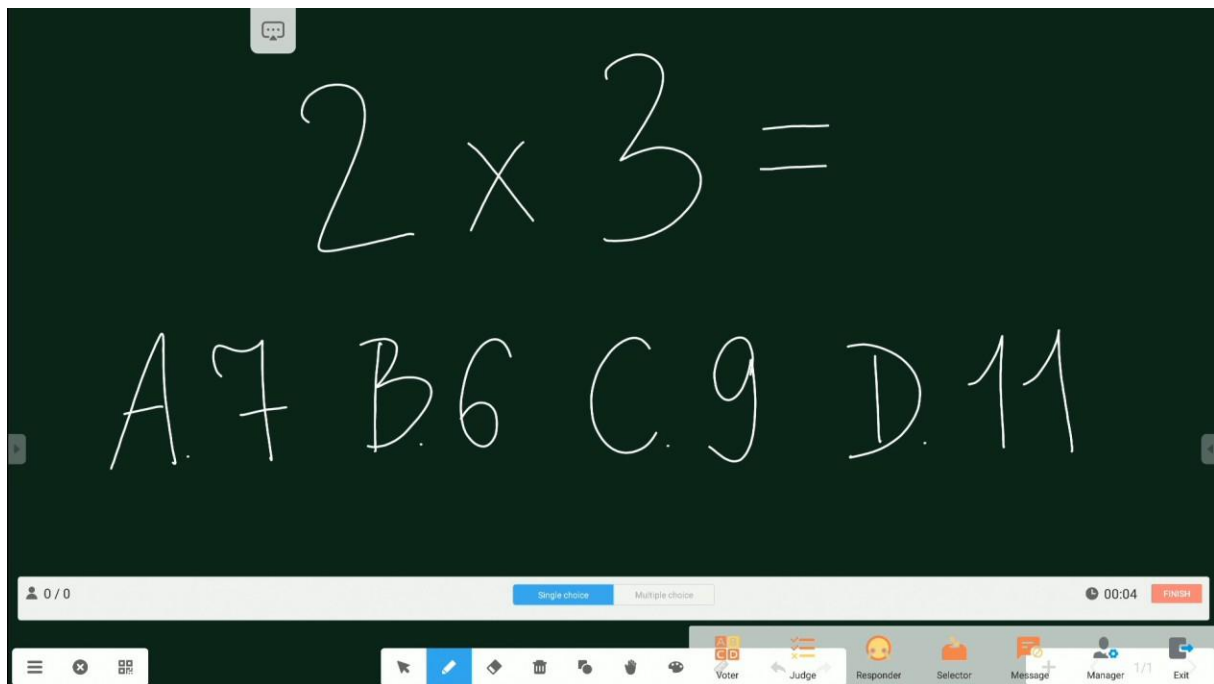 2 x 3 =
A. 7 B. 6 C. 9 D. 11
0 / 0 Single choice Multiple choice 00:04 FINISH
Voter Judge Responder Selector Message Manager 1/1 Exit